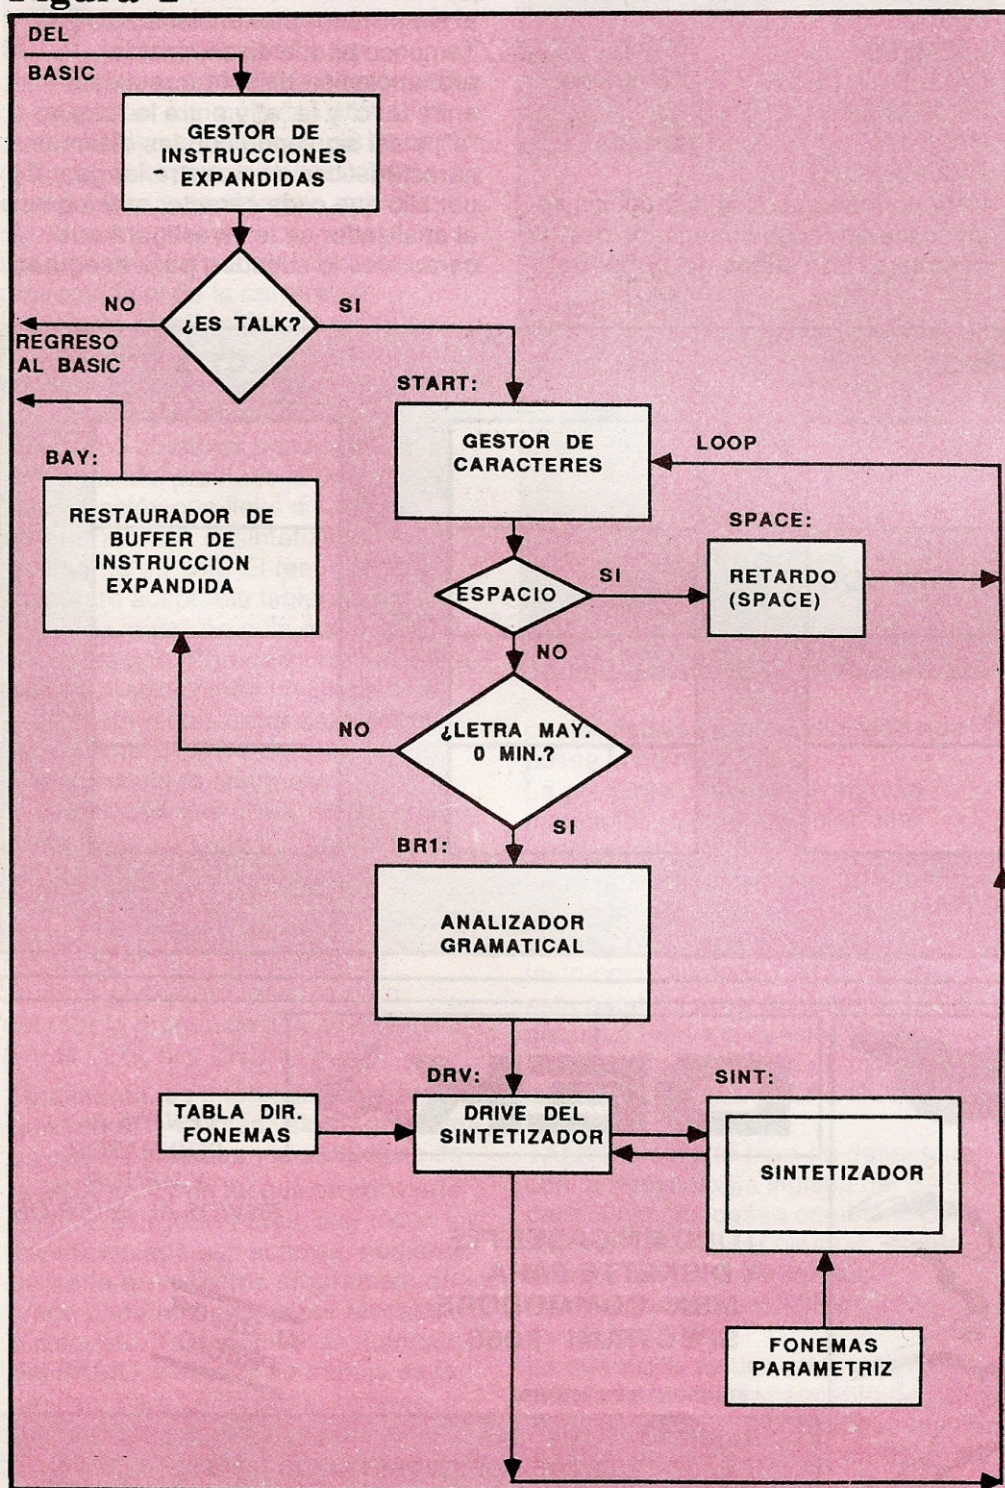 DEL
BASIC
GESTOR DE
INSTRUCCIONES
EXPANDIDAS
NO
¿ES TALK?
SI
REGRESO
AL BASIC
START:
GESTOR DE
CARACTERES
LOOP
BAY:
RESTAURADOR DE
BUFFER DE
INSTRUCCION
EXPANDIDA
SPACE:
ESPACIO
SI
RETARDO
(SPACE)
NO
NO
¿LETRA MAY.
0 MIN.?
SI
BR1:
ANALIZADOR
GRAMATICAL
DRV:
SINT:
TABLA DIR.
FONEMAS
DRIVE DEL
SINTETIZADOR
SINTETIZADOR
FONEMAS
PARAMETRIZ